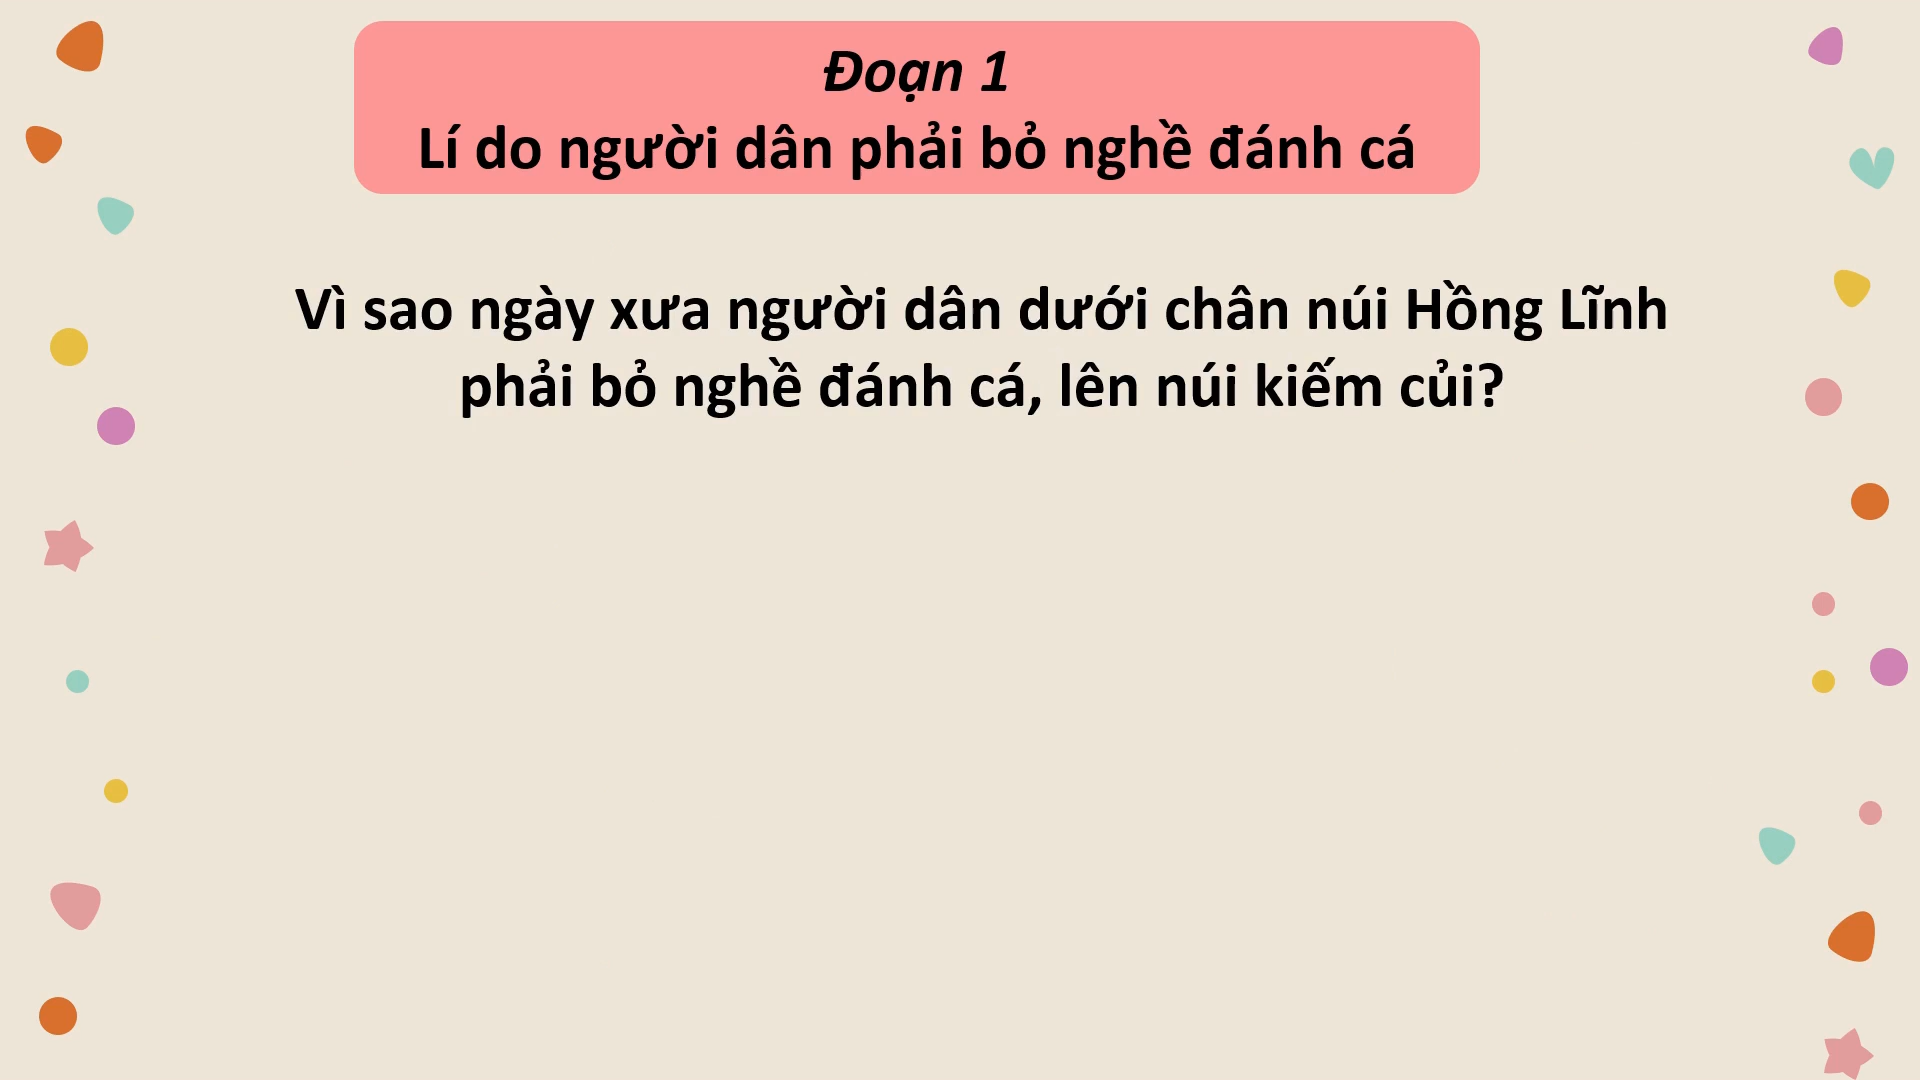 Đoạn 1
Lí do người dân phải bỏ nghề đánh cá
Vì sao ngày xưa người dân dưới chân núi Hồng Lĩnh
phải bỏ nghề đánh cá, lên núi kiếm củi?